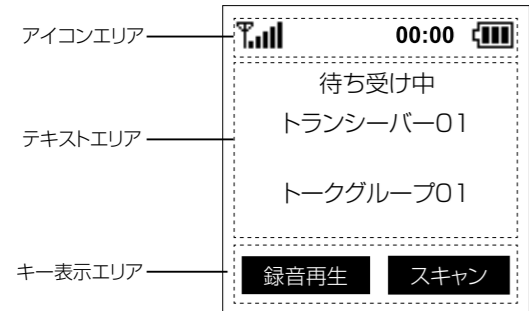 アイコンエリア
00:00
待ち受け中
トランシーバー01
テキストエリア
トークグループ01
キー表示エリア
録音再生 スキャン